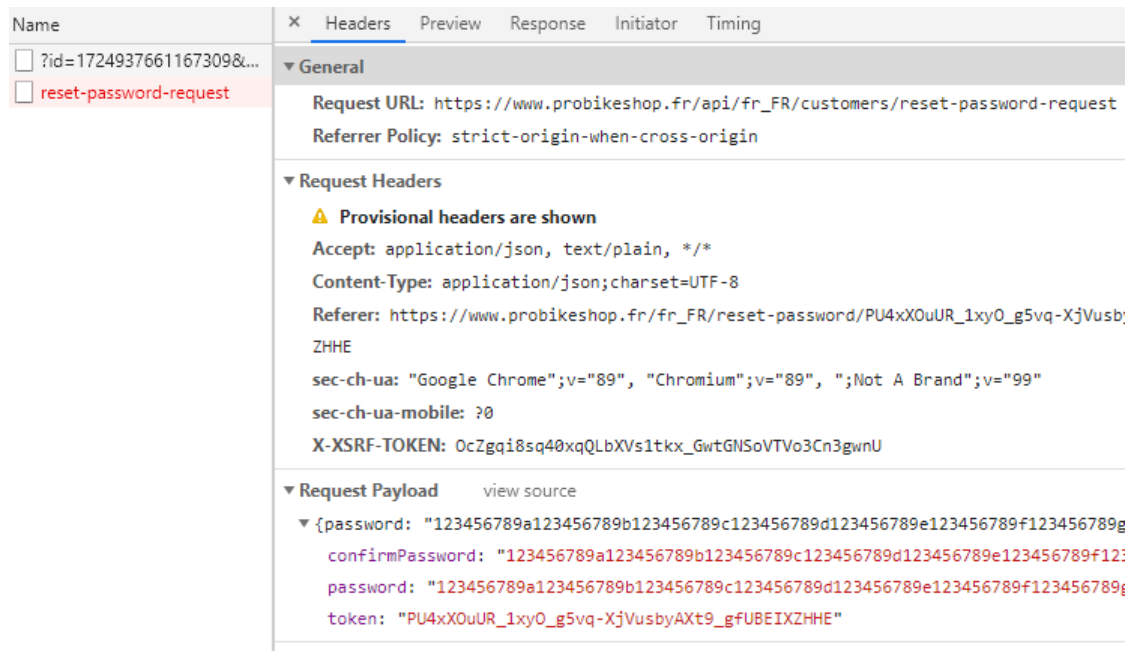 Name
× Headers Preview Response Initiator Timing
?id=1724937661167309&...
reset-password-request
▼ General
Request URL: https://www.probikeshop.fr/api/fr_FR/customers/reset-password-request
Referrer Policy: strict-origin-when-cross-origin
▼ Request Headers
Provisional headers are shown
Accept: application/json, text/plain, */*
Content-Type: application/json;charset=UTF-8
Referer: https://www.probikeshop.fr/fr_FR/reset-password/PU4xXOuUR_1xyO_g5vq-XjVusby
ZHHE
sec-ch-ua: "Google Chrome";v="89", "Chromium";v="89", ";Not A Brand";v="99"
sec-ch-ua-mobile: ?0
X-XSRF-TOKEN: OcZgqi8sq40xqQLbXVs1tkx_GwtGNSoVTVo3Cn3gwnU
▼ Request Payload view source
▼ {password: "123456789a123456789b123456789c123456789d123456789e123456789f123456789g
confirmPassword: "123456789a123456789b123456789c123456789d123456789e123456789f123
password: "123456789a123456789b123456789c123456789d123456789e123456789f123456789g
token: "PU4xXOuUR_1xyO_g5vq-XjVusbyAXt9_gfUBEIXZHHE"